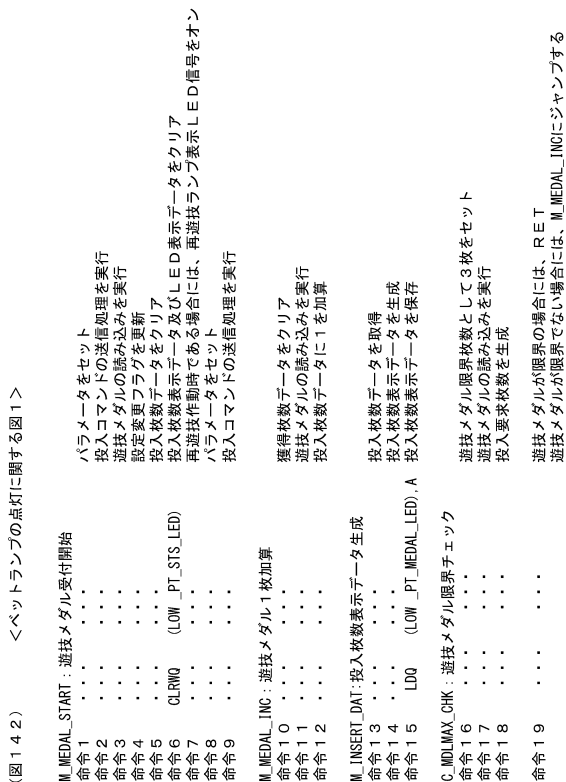 (図142)　　＜ベットランプの点灯に関する図1＞
M_MEDAL_START：遊技メダル受付開始
命令1　　...　　...　　パラメータをセット
命令2　　...　　...　　投入コマンドの送信処理を実行
命令3　　...　　...　　遊技メダルの読み込みを実行
命令4　　...　　...　　設定変更フラグを更新
命令5　　...　　...　　投入枚数データをクリア
命令6　　CLRWQ　　(LOW _PT_STS_LED)　　投入枚数表示データ及びLED表示データをクリア
命令7　　...　　...　　再遊技作動時である場合には、再遊技ランプ表示LED信号をオン
命令8　　...　　...　　パラメータをセット
命令9　　...　　...　　投入コマンドの送信処理を実行
M_MEDAL_INC：遊技メダル1枚加算
命令10　　...　　...　　獲得枚数データをクリア
命令11　　...　　...　　遊技メダルの読み込みを実行
命令12　　...　　...　　投入枚数データに1を加算
M_INSERT_DAT：投入枚数表示データ生成
命令13　　...　　...　　投入枚数データを取得
命令14　　...　　...　　投入枚数表示データを生成
命令15　　LDQ　　(LOW _PT_MEDAL_LED),A　　投入枚数表示データを保存
C_MDLMAX_CHK：遊技メダル限界チェック
命令16　　...　　...　　遊技メダル限界枚数として3枚をセット
命令17　　...　　...　　遊技メダルの読み込みを実行
命令18　　...　　...　　投入要求枚数を生成
命令19　　...　　...　　遊技メダルが限界の場合には、RET
遊技メダルが限界でない場合には、M_MEDAL_INCにジャンプする